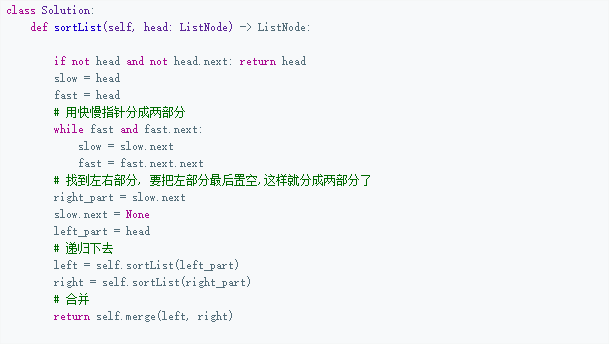 class Solution:
    def sortList(self, head: ListNode) -> ListNode:
        if not head and not head.next: return head
        slow = head
        fast = head
        # 用快慢指针分成两部分
        while fast and fast.next:
            slow = slow.next
            fast = fast.next.next
        # 找到左右部分, 要把左部分最后置空,这样就分成两部分了
        right_part = slow.next
        slow.next = None
        left_part = head
        # 递归下去
        left = self.sortList(left_part)
        right = self.sortList(right_part)
        # 合并
        return self.merge(left, right)